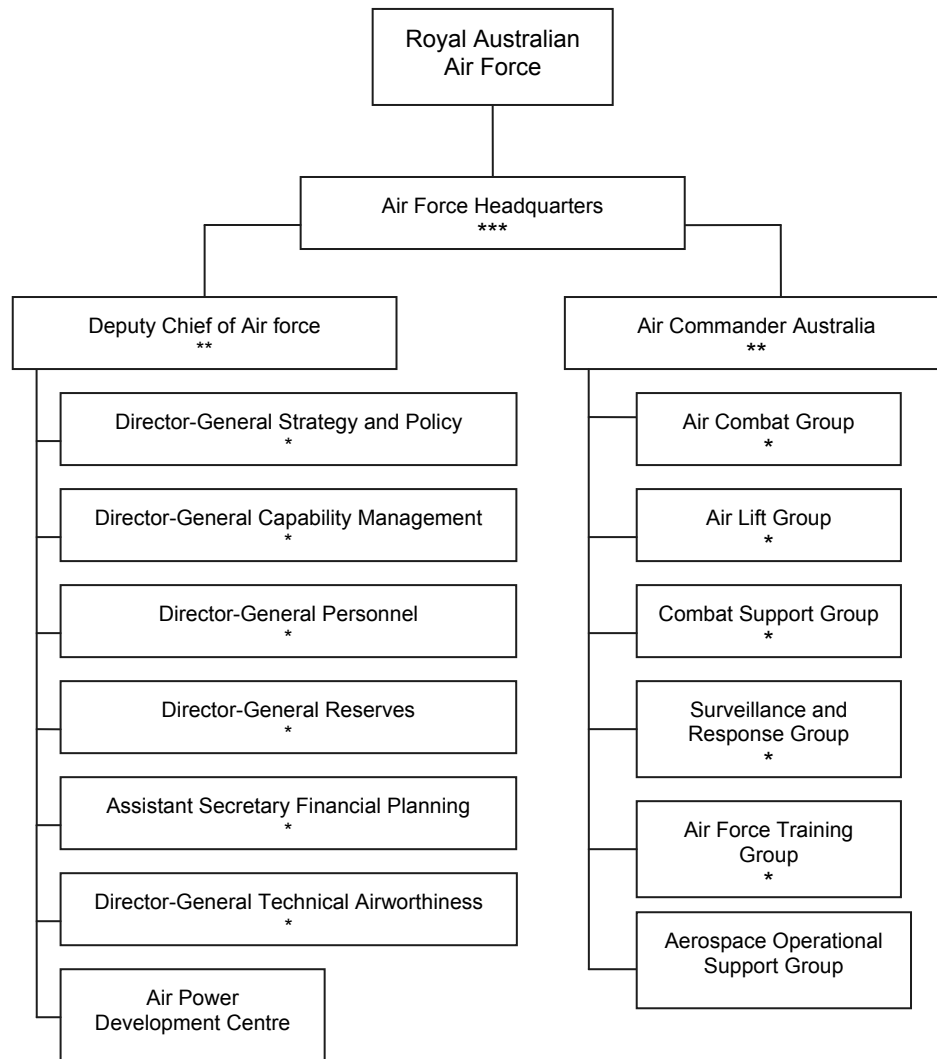 Royal Australian
Air Force
Air Force Headquarters
***
Deputy Chief of Air force
**
Director-General Strategy and Policy
*
Director-General Capability Management
*
Director-General Personnel
*
Director-General Reserves
*
Assistant Secretary Financial Planning
*
Director-General Technical Airworthiness
*
Air Power
Development Centre
Air Commander Australia
**
Air Combat Group
*
Air Lift Group
*
Combat Support Group
*
Surveillance and
Response Group
*
Air Force Training
Group
*
Aerospace Operational
Support Group